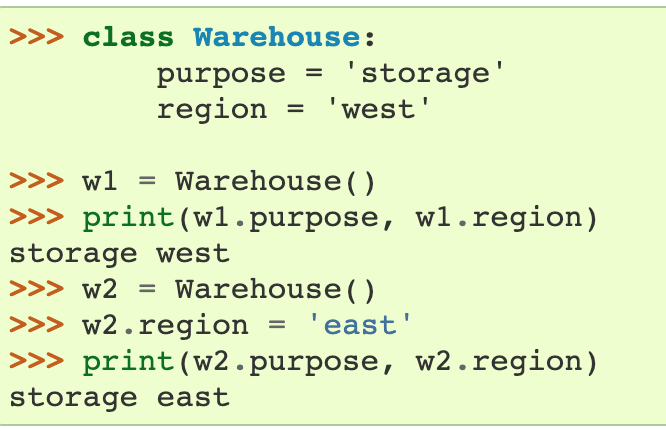 >>> class Warehouse:
        purpose = 'storage'
        region = 'west'

>>> w1 = Warehouse()
>>> print(w1.purpose, w1.region)
storage west
>>> w2 = Warehouse()
>>> w2.region = 'east'
>>> print(w2.purpose, w2.region)
storage east